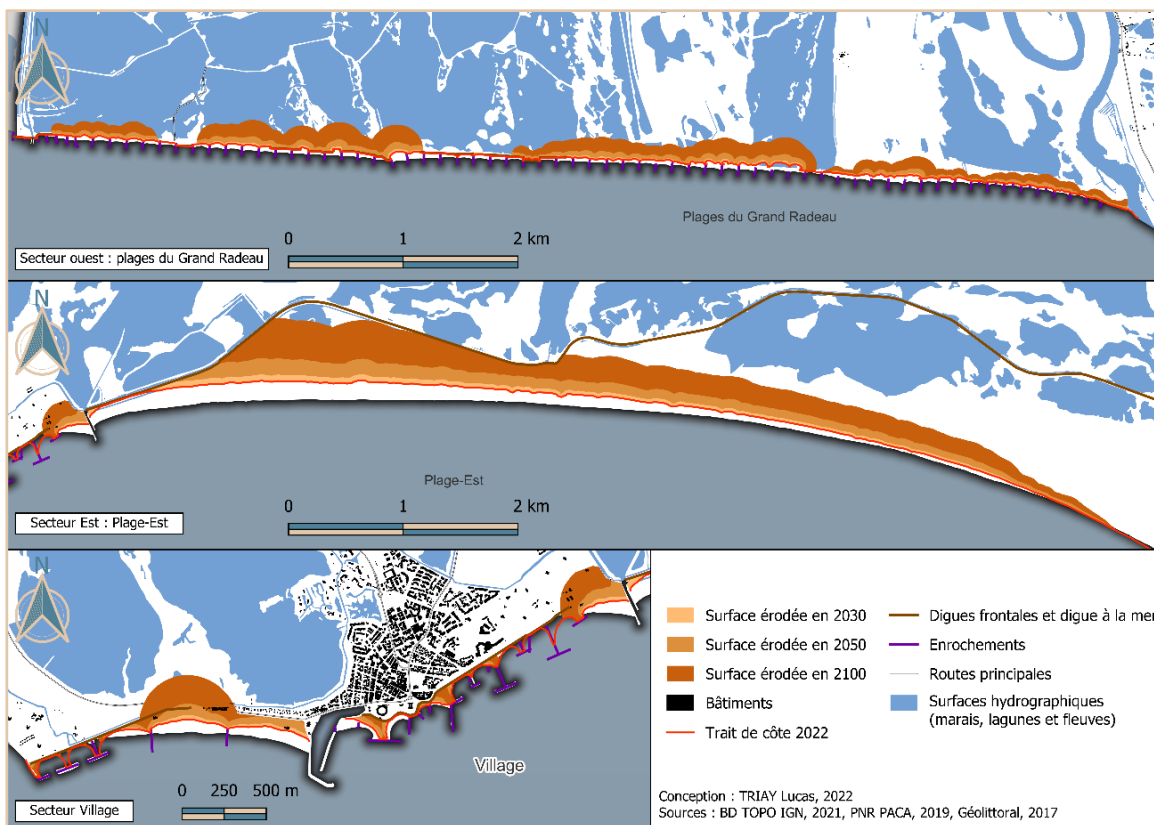 N
Plages du Grand Radeau
0 1 2 km
Secteur ouest : plages du Grand Radeau
N
Plage-Est
0 1 2 km
Secteur Est : Plage-Est
N
Village
0 250 500 m
Secteur Village
Surface érodée en 2030
Surface érodée en 2050
Surface érodée en 2100
Bâtiments
Trait de côte 2022
Digues frontales et digue à la mer
Enrochements
Routes principales
Surfaces hydrographiques
(marais, lagunes et fleuves)
Conception : TRIAY Lucas, 2022
Sources : BD TOPO IGN, 2021, PNR PACA, 2019, Géolittoral, 2017